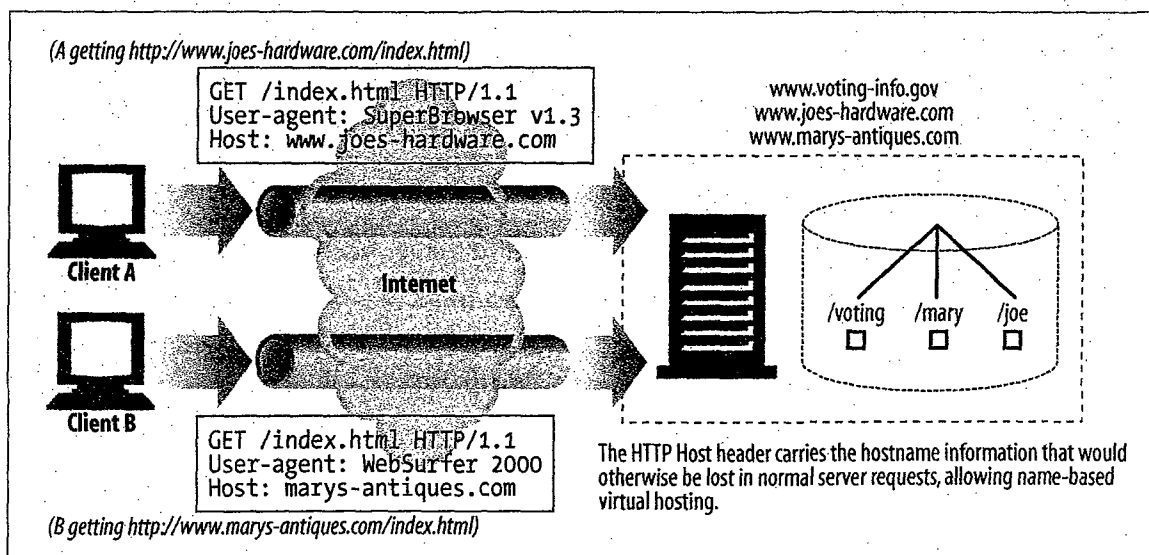 (A getting http://www.joes-hardware.com/index.html)
GET /index.html HTTP/1.1
User-agent: SuperBrowser v1.3
Host: www.joes-hardware.com
www.voting-info.gov
www.joes-hardware.com
www.marys-antiques.com
Client A
Internet
/voting /mary /joe
Client B
GET /index.html HTTP/1.1
User-agent: WebSurfer 2000
Host: marys-antiques.com
(B getting http://www.marys-antiques.com/index.html)
The HTTP Host header carries the hostname information that would
otherwise be lost in normal server requests, allowing name-based
virtual hosting.